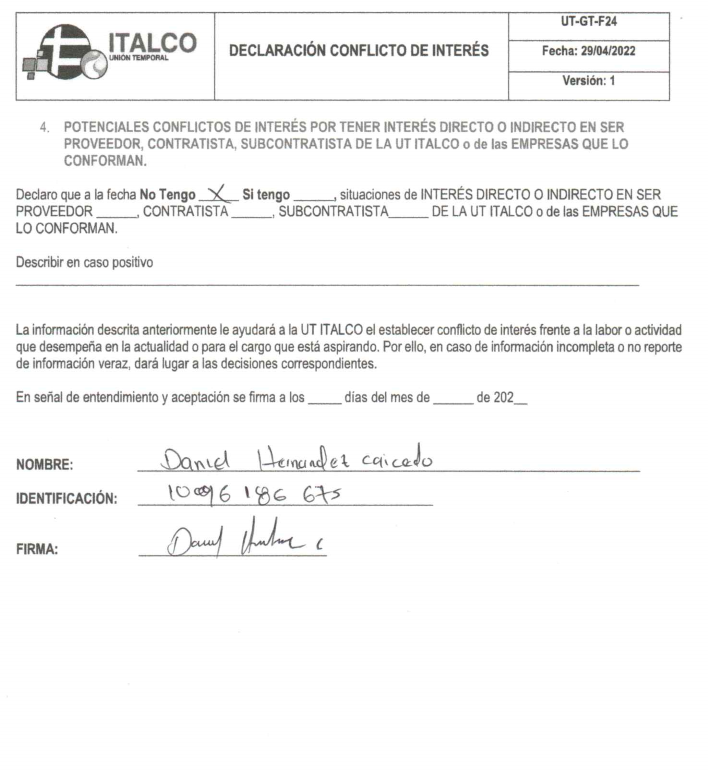 ITALCO
UNIÓN TEMPORAL
DECLARACIÓN CONFLICTO DE INTERÉS
UT-GT-F24
Fecha: 29/04/2022
Versión: 1
4. POTENCIALES CONFLICTOS DE INTERÉS POR TENER INTERÉS DIRECTO O INDIRECTO EN SER
PROVEEDOR, CONTRATISTA, SUBCONTRATISTA DE LA UT ITALCO o de las EMPRESAS QUE LO
CONFORMAN.
Declaro que a la fecha No Tengo __X__ Si tengo ______, situaciones de INTERÉS DIRECTO O INDIRECTO EN SER
PROVEEDOR ______, CONTRATISTA ______, SUBCONTRATISTA______ DE LA UT ITALCO o de las EMPRESAS QUE
LO CONFORMAN.
Describir en caso positivo
La información descrita anteriormente le ayudará a la UT ITALCO el establecer conflicto de interés frente a la labor o actividad
que desempeña en la actualidad o para el cargo que está aspirando. Por ello, en caso de información incompleta o no reporte
de información veraz, dará lugar a las decisiones correspondientes.
En señal de entendimiento y aceptación se firma a los _____ días del mes de ______ de 202__
NOMBRE: Daniel Hernandez caicedo
IDENTIFICACIÓN: 186 675
FIRMA: